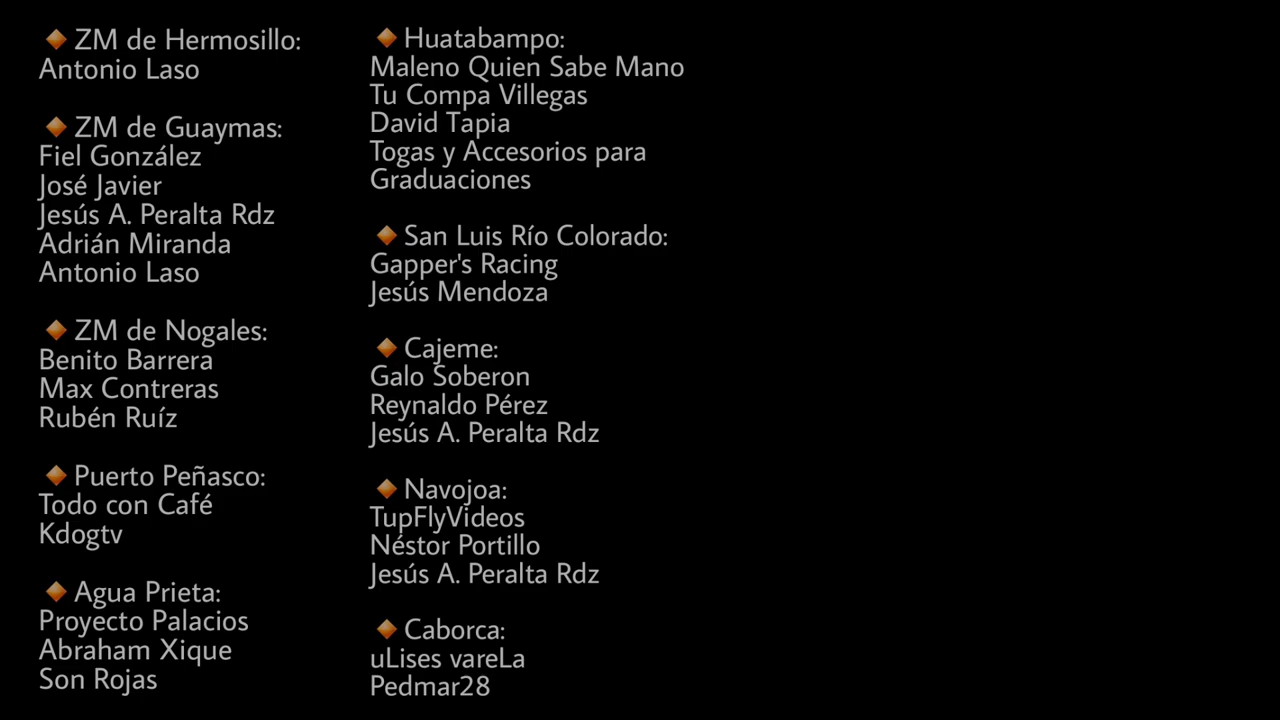 🔸ZM de Hermosillo:
Antonio Laso
🔸ZM de Guaymas:
Fiel González
José Javier
Jesús A. Peralta Rdz
Adrián Miranda
Antonio Laso
🔸ZM de Nogales:
Benito Barrera
Max Contreras
Rubén Ruíz
🔸Puerto Peñasco:
Todo con Café
Kdogtv
🔸Agua Prieta:
Proyecto Palacios
Abraham Xique
Son Rojas
🔸Huatabampo:
Maleno Quien Sabe Mano
Tu Compa Villegas
David Tapia
Togas y Accesorios para
Graduaciones
🔸San Luis Río Colorado:
Gapper's Racing
Jesús Mendoza
🔸Cajeme:
Galo Soberon
Reynaldo Pérez
Jesús A. Peralta Rdz
🔸Navojoa:
TupFlyVideos
Néstor Portillo
Jesús A. Peralta Rdz
🔸Caborca:
uLises vareLa
Pedmar28